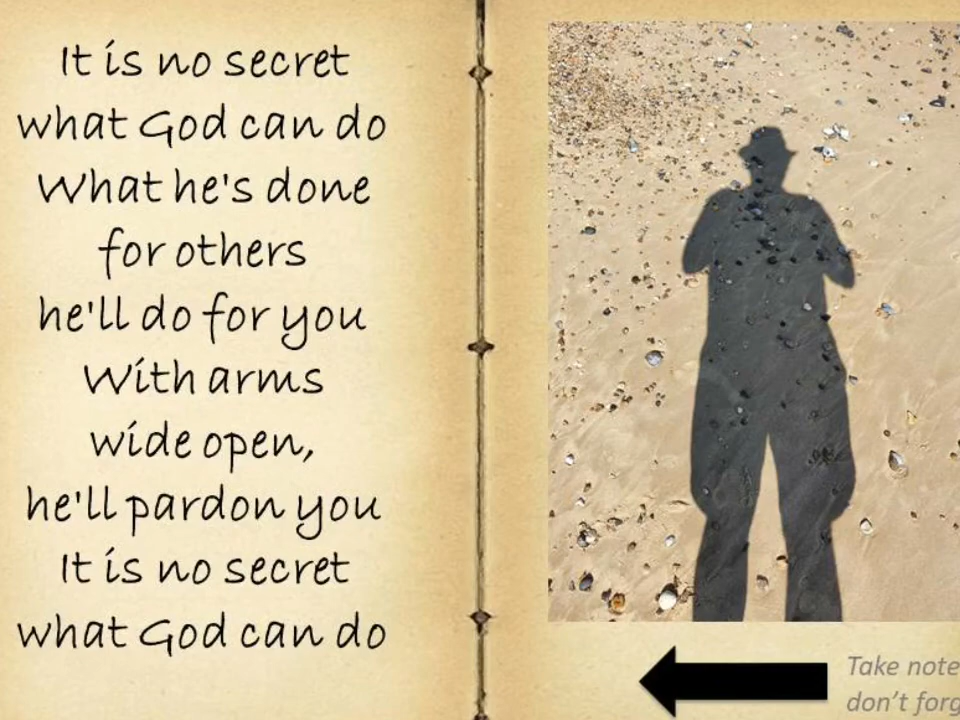 It is no secret
what God can do
What he's done
for others
he'll do for you
With arms
wide open,
he'll pardon you
It is no secret
what God can do
Take note
don't forg